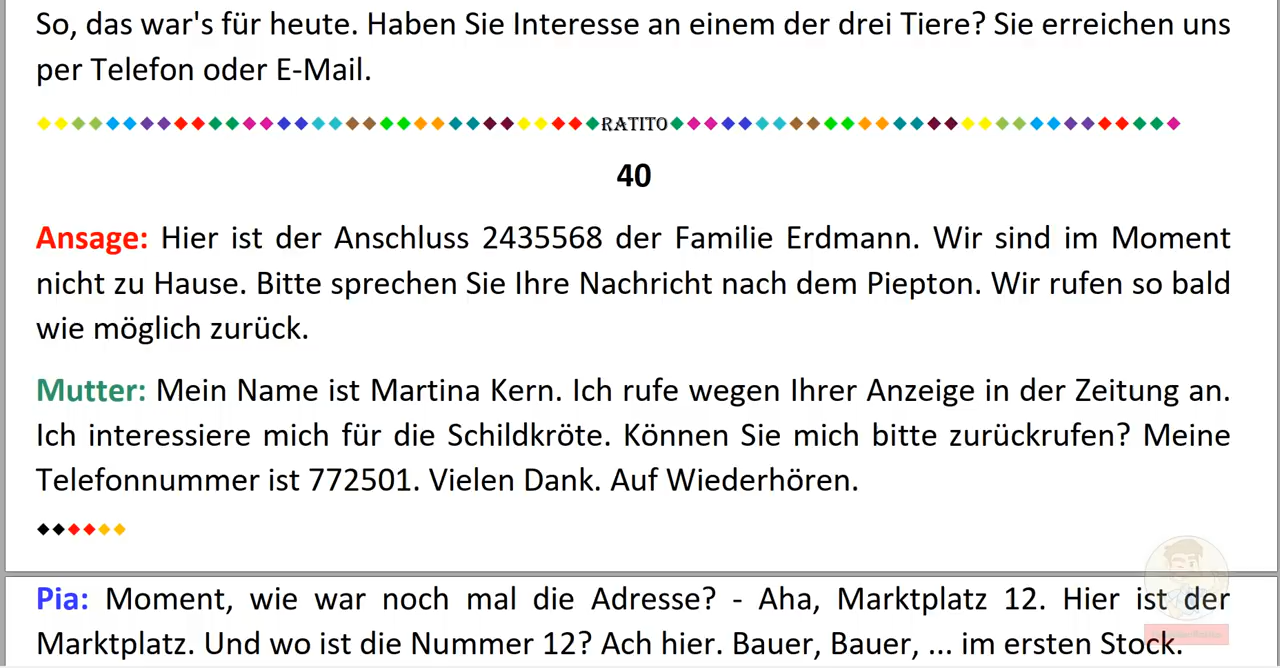 So, das war's für heute. Haben Sie Interesse an einem der drei Tiere? Sie erreichen uns
per Telefon oder E-Mail.
RATITO
40
Ansage: Hier ist der Anschluss 2435568 der Familie Erdmann. Wir sind im Moment
nicht zu Hause. Bitte sprechen Sie Ihre Nachricht nach dem Piepton. Wir rufen so bald
wie möglich zurück.
Mutter: Mein Name ist Martina Kern. Ich rufe wegen Ihrer Anzeige in der Zeitung an.
Ich interessiere mich für die Schildkröte. Können Sie mich bitte zurückrufen? Meine
Telefonnummer ist 772501. Vielen Dank. Auf Wiederhören.
Pia: Moment, wie war noch mal die Adresse? - Aha, Marktplatz 12. Hier ist der
Marktplatz. Und wo ist die Nummer 12? Ach hier. Bauer, Bauer, ... im ersten Stock.